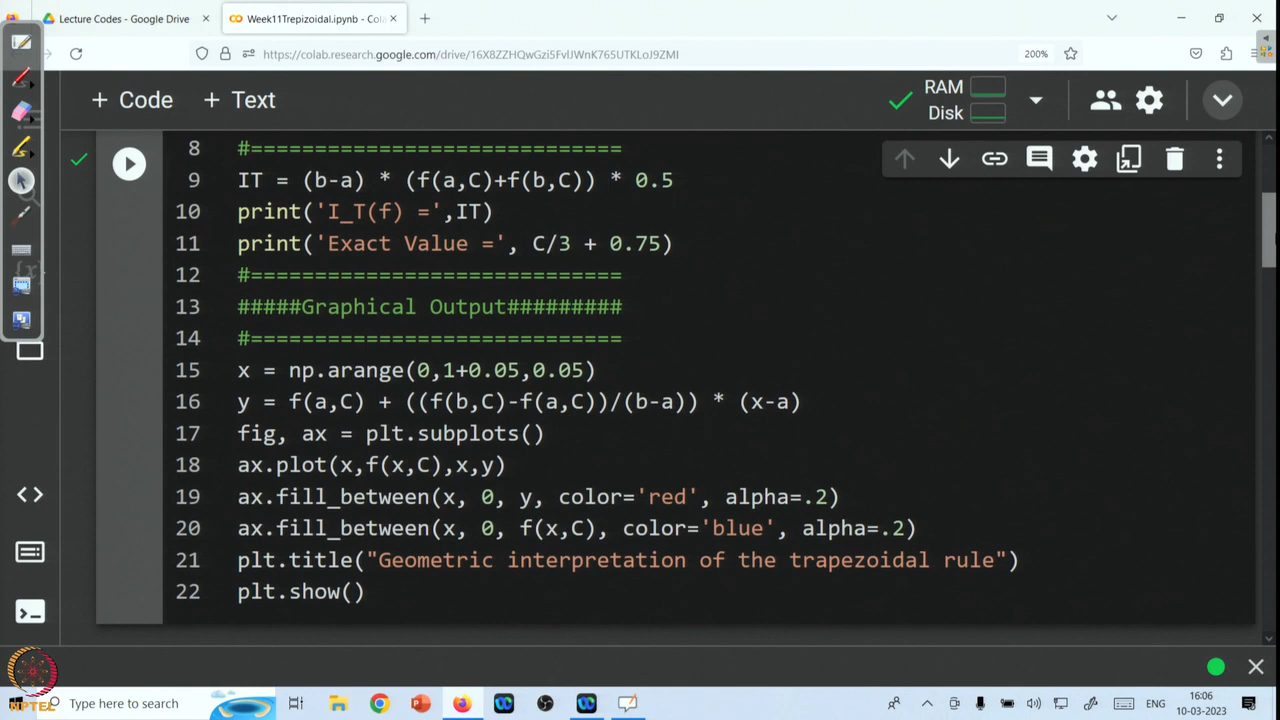 Lecture Codes - Google Drive
Week11Trepizoidal.ipynb - Cola
https://colab.research.google.com/drive/16X8ZZHQwGzi5FvlJWnK765UTKLoJ9ZMI
200%
+ Code + Text
RAM
Disk
8 #===========================
9 IT = (b-a) * (f(a,C)+f(b,C)) * 0.5
10 print('I_T(f) =',IT)
11 print('Exact Value =', C/3 + 0.75)
12 #===========================
13 #####Graphical Output#########
14 #===========================
15 x = np.arange(0,1+0.05,0.05)
16 y = f(a,C) + ((f(b,C)-f(a,C))/(b-a)) * (x-a)
17 fig, ax = plt.subplots()
18 ax.plot(x,f(x,C),x,y)
19 ax.fill_between(x, 0, y, color='red', alpha=.2)
20 ax.fill_between(x, 0, f(x,C), color='blue', alpha=.2)
21 plt.title("Geometric interpretation of the trapezoidal rule")
22 plt.show()
NPTEL
Type here to search
ENG
16:06
10-03-2023